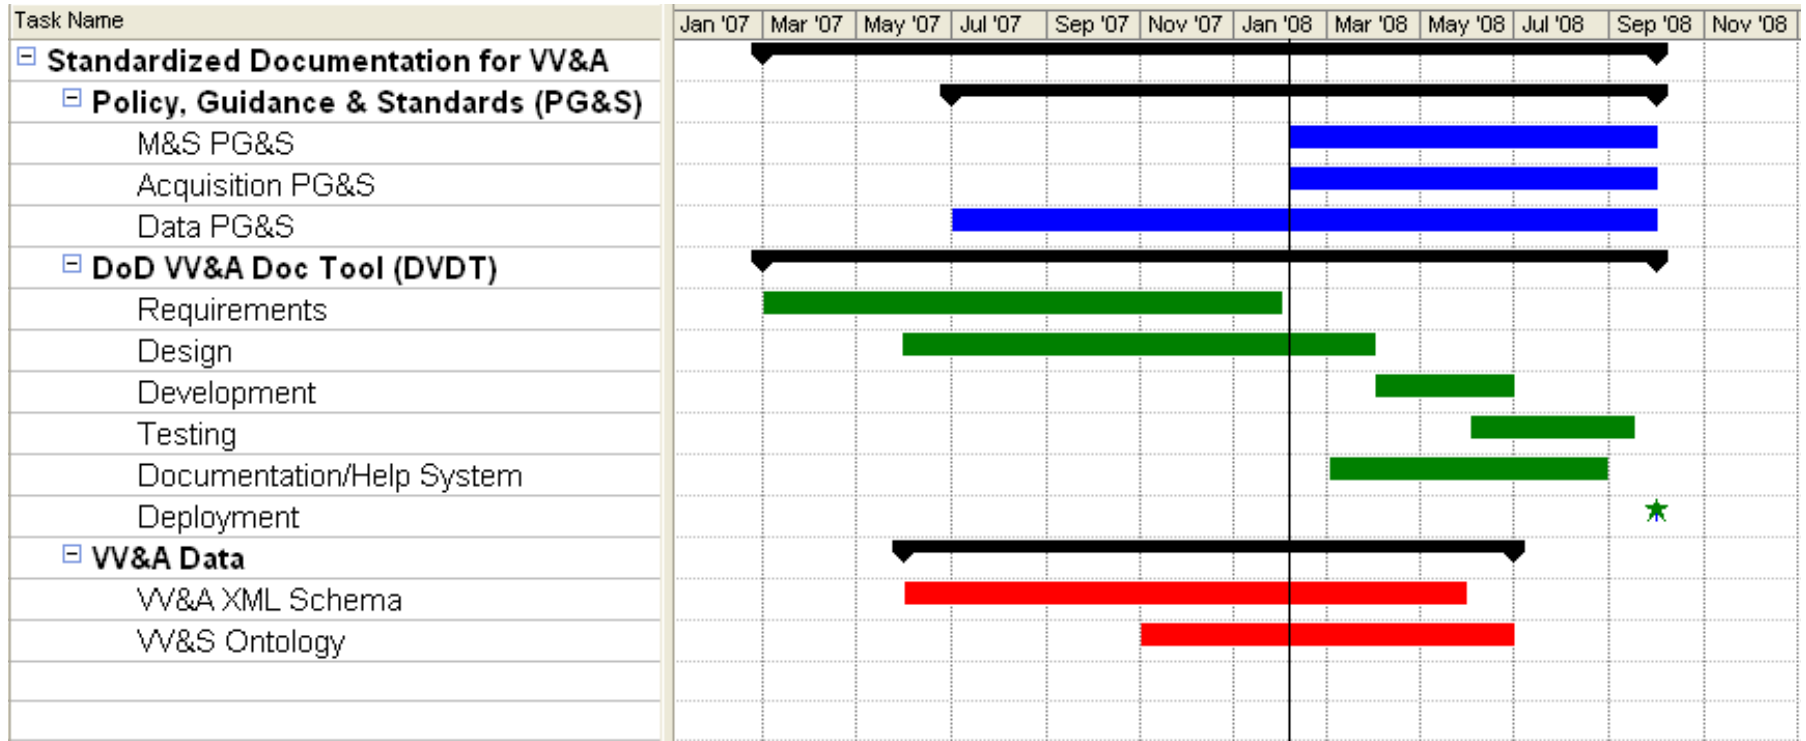 Task Name
Jan '07 Mar '07 May '07 Jul '07 Sep '07 Nov '07 Jan '08 Mar '08 May '08 Jul '08 Sep '08 Nov '08
Standardized Documentation for VV&A
Policy, Guidance & Standards (PG&S)
M&S PG&S
Acquisition PG&S
Data PG&S
DoD VV&A Doc Tool (DVDT)
Requirements
Design
Development
Testing
Documentation/Help System
Deployment
VV&A Data
VV&A XML Schema
VV&S Ontology